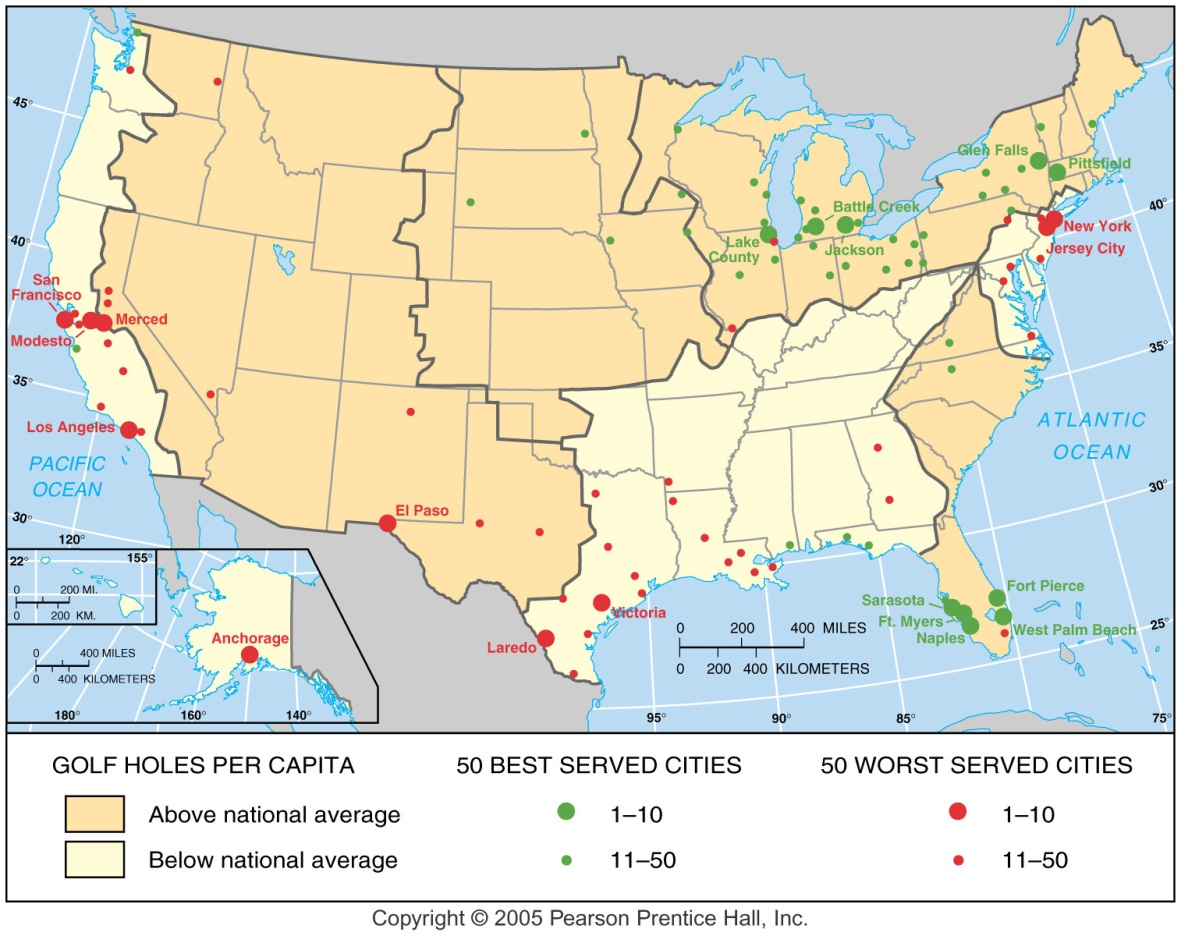 45°
40°
35°
30°
120°
San
Francisco
Merced
Modesto
Los Angeles
PACIFIC
OCEAN
El Paso
Laredo
Victoria
Lake
County
Battle Creek
Jackson
Glen Falls
Pittsfield
New York
Jersey City
40°
35°
30°
25°
75°
ATLANTIC
OCEAN
Sarasota
Ft. Myers
Naples
Fort Pierce
West Palm Beach
0 200 400 MILES
0 200 400 KILOMETERS
95°
90°
85°
22°
155°
0 200 MI.
0 200 KM.
Anchorage
0 400 MILES
0 400 KILOMETERS
180°
160°
140°
GOLF HOLES PER CAPITA
Above national average
Below national average
50 BEST SERVED CITIES
1–10
11–50
50 WORST SERVED CITIES
1–10
11–50
Copyright © 2005 Pearson Prentice Hall, Inc.